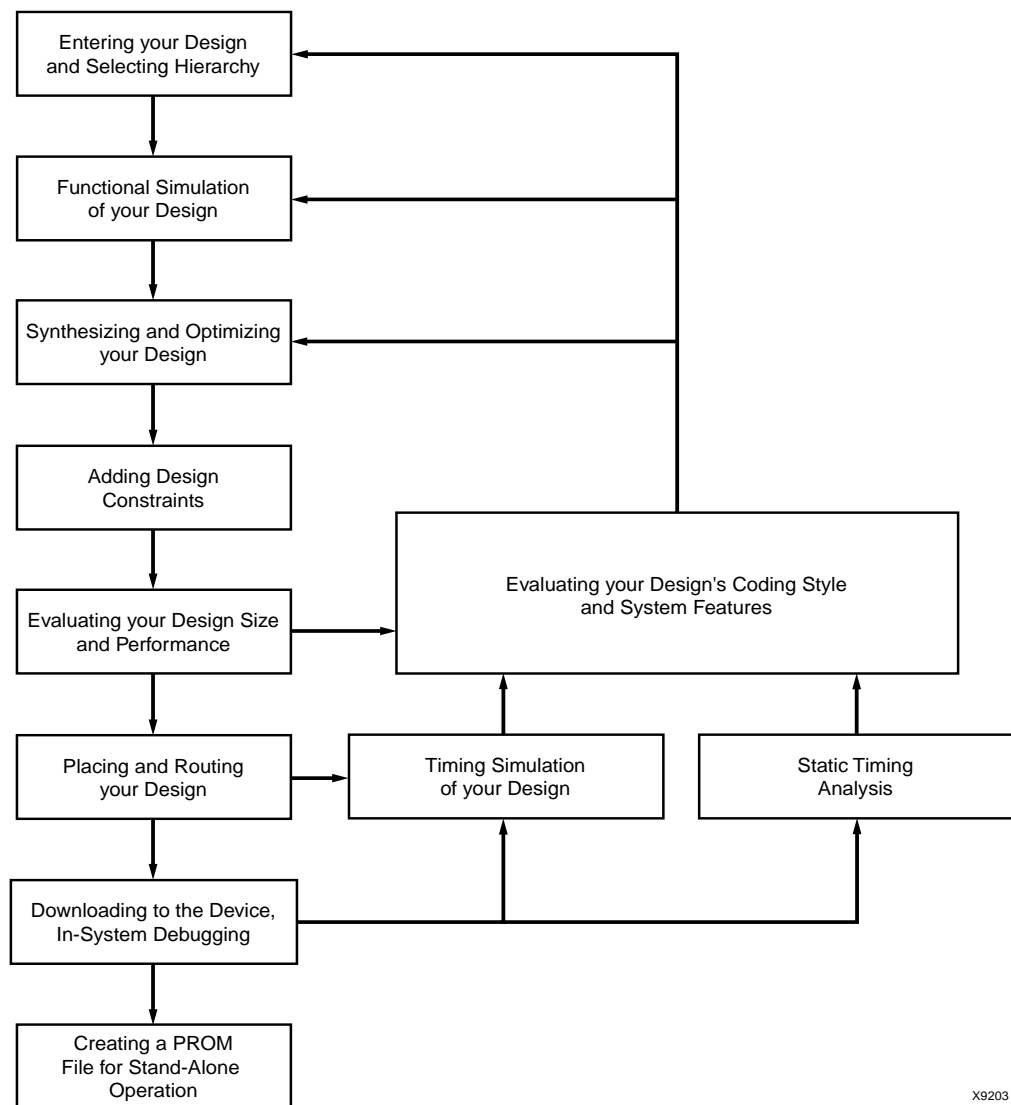 Entering your Design
and Selecting Hierarchy
Functional Simulation
of your Design
Synthesizing and Optimizing
your Design
Adding Design
Constraints
Evaluating your Design's Coding Style
and System Features
Evaluating your Design Size
and Performance
Placing and Routing
your Design
Timing Simulation
of your Design
Static Timing
Analysis
Downloading to the Device,
In-System Debugging
Creating a PROM
File for Stand-Alone
Operation
X9203